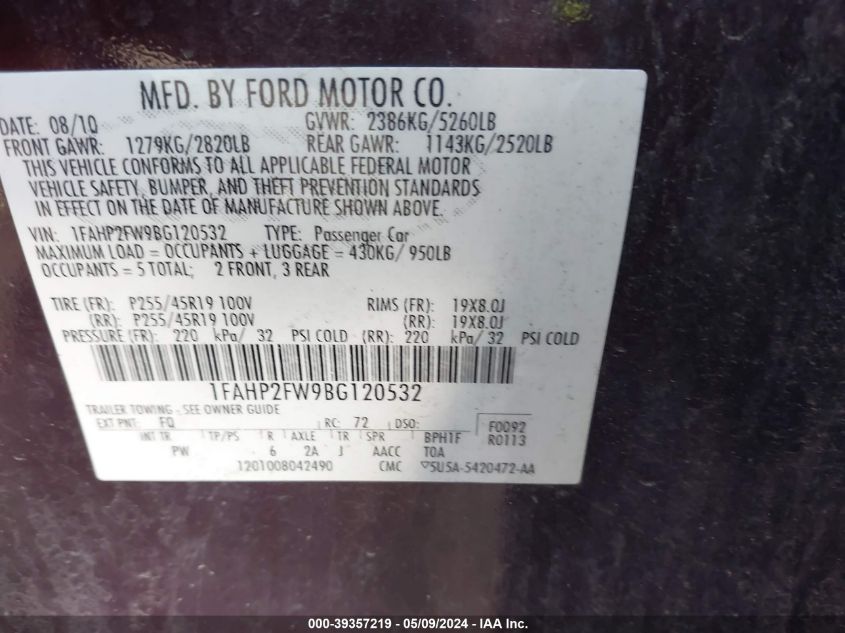 MFD. BY FORD MOTOR CO.
DATE: 08/10 GVWR: 2386KG/5260LB
FRONT GAWR: 1279KG/2820LB REAR GAWR: 1143KG/2520LB
THIS VEHICLE CONFORMS TO ALL APPLICABLE FEDERAL MOTOR
VEHICLE SAFETY, BUMPER, AND THEFT PREVENTION STANDARDS
IN EFFECT ON THE DATE OF MANUFACTURE SHOWN ABOVE.
VIN: 1FAHP2FW9BG120532 TYPE: Passenger Car
MAXIMUM LOAD = OCCUPANTS + LUGGAGE = 430KG/ 950LB
OCCUPANTS = 5 TOTAL; 2 FRONT, 3 REAR
TIRE (FR): P255/45R19 100V RIMS (FR): 19X8.0J
(RR): P255/45R19 100V (RR): 19X8.0J
PRESSURE (FR): 220 kPa/ 32 PSI COLD (RR): 220 kPa/ 32 PSI COLD
1FAHP2FW9BG120532
TRAILER TOWING - SEE OWNER GUIDE
EXT PNT: FQ RC: 72 DSO: F0092
INT TR TP/PS R AXLE TR SPR BPH1F R0113
PW 6 2A J AACC TOA
1201008042490 CMC ▽5U5A-5420472-AA
000-39357219 - 05/09/2024 - IAA Inc.